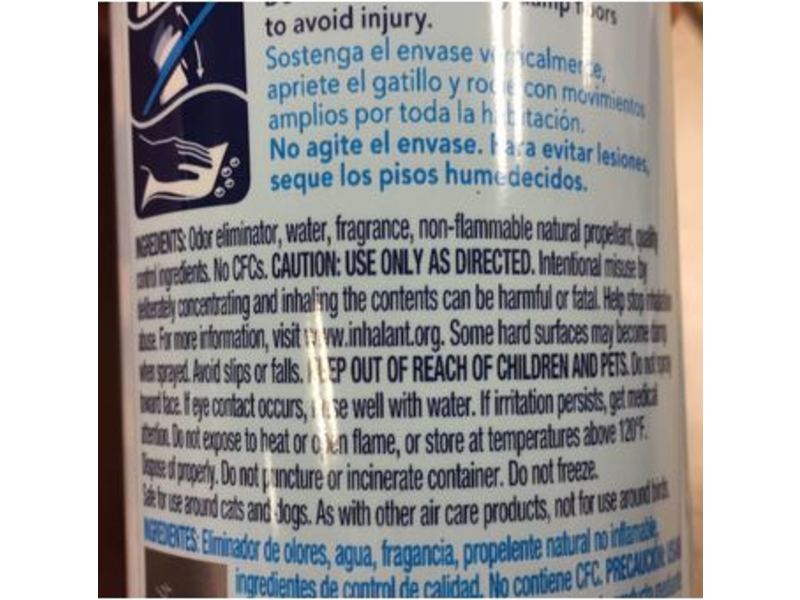 to avoid injury.
Sostenga el envase verticalmente,
apriete el gatillo y rocíe con movimientos
amplios por toda la habitación.
No agite el envase. Para evitar lesiones,
seque los pisos humedecidos.
INGREDIENTS: Odor eliminator, water, fragrance, non-flammable natural propellant, quality
control ingredients. No CFCs. CAUTION: USE ONLY AS DIRECTED. Intentional misuse by
deliberately concentrating and inhaling the contents can be harmful or fatal. Help stop inhalation
abuse. For more information, visit www.inhalant.org. Some hard surfaces may become damp
when sprayed. Avoid slips or falls. KEEP OUT OF REACH OF CHILDREN AND PETS. Do not spray
toward face. If eye contact occurs, rinse well with water. If irritation persists, get medical
attention. Do not expose to heat or open flame, or store at temperatures above 120°F.
Dispose of properly. Do not puncture or incinerate container. Do not freeze.
Safe for use around cats and dogs. As with other air care products, not for use around birds.
INGREDIENTES: Eliminador de olores, agua, fragancia, propelente natural no inflamable,
ingredientes de control de calidad. No contiene CFC. PRECAUCIÓN: USAR